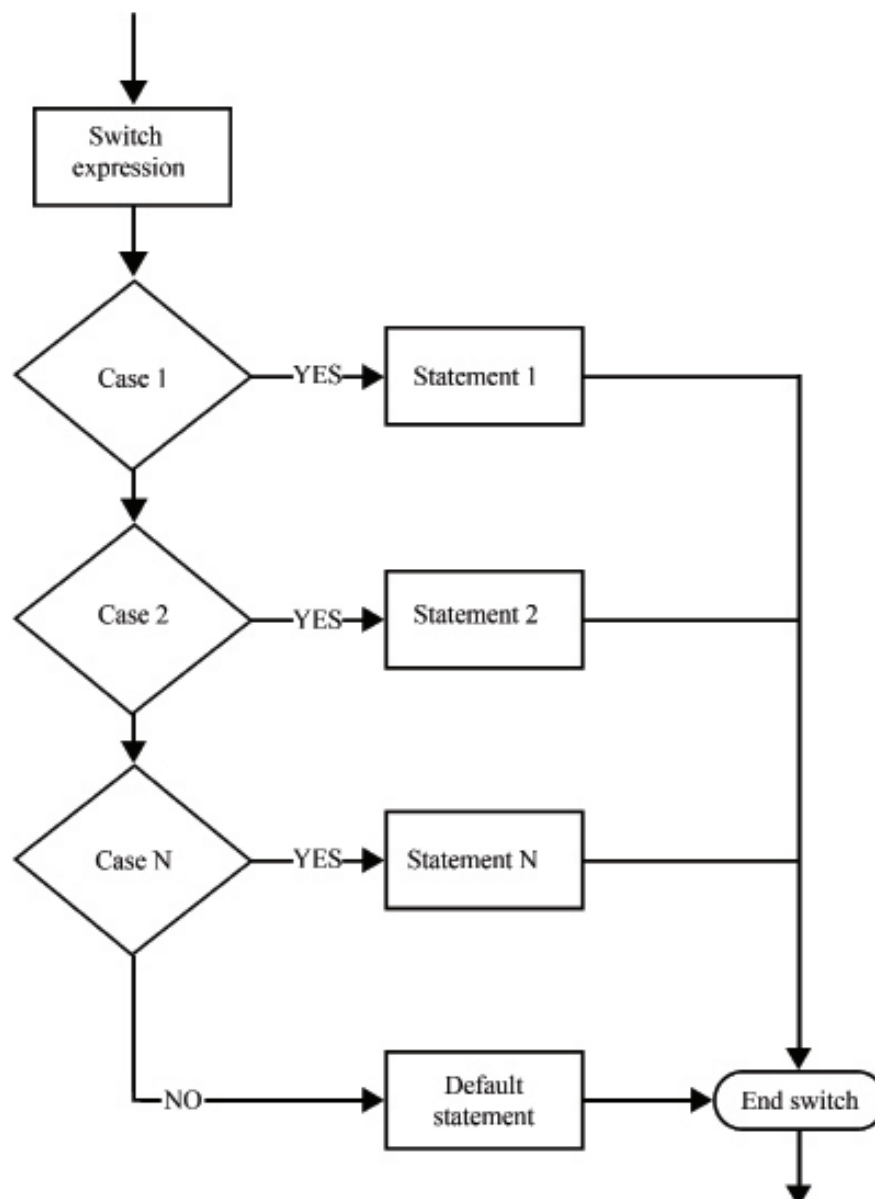 Switch
expression
Case 1
YES
Statement 1
Case 2
YES
Statement 2
Case N
YES
Statement N
NO
Default
statement
End switch